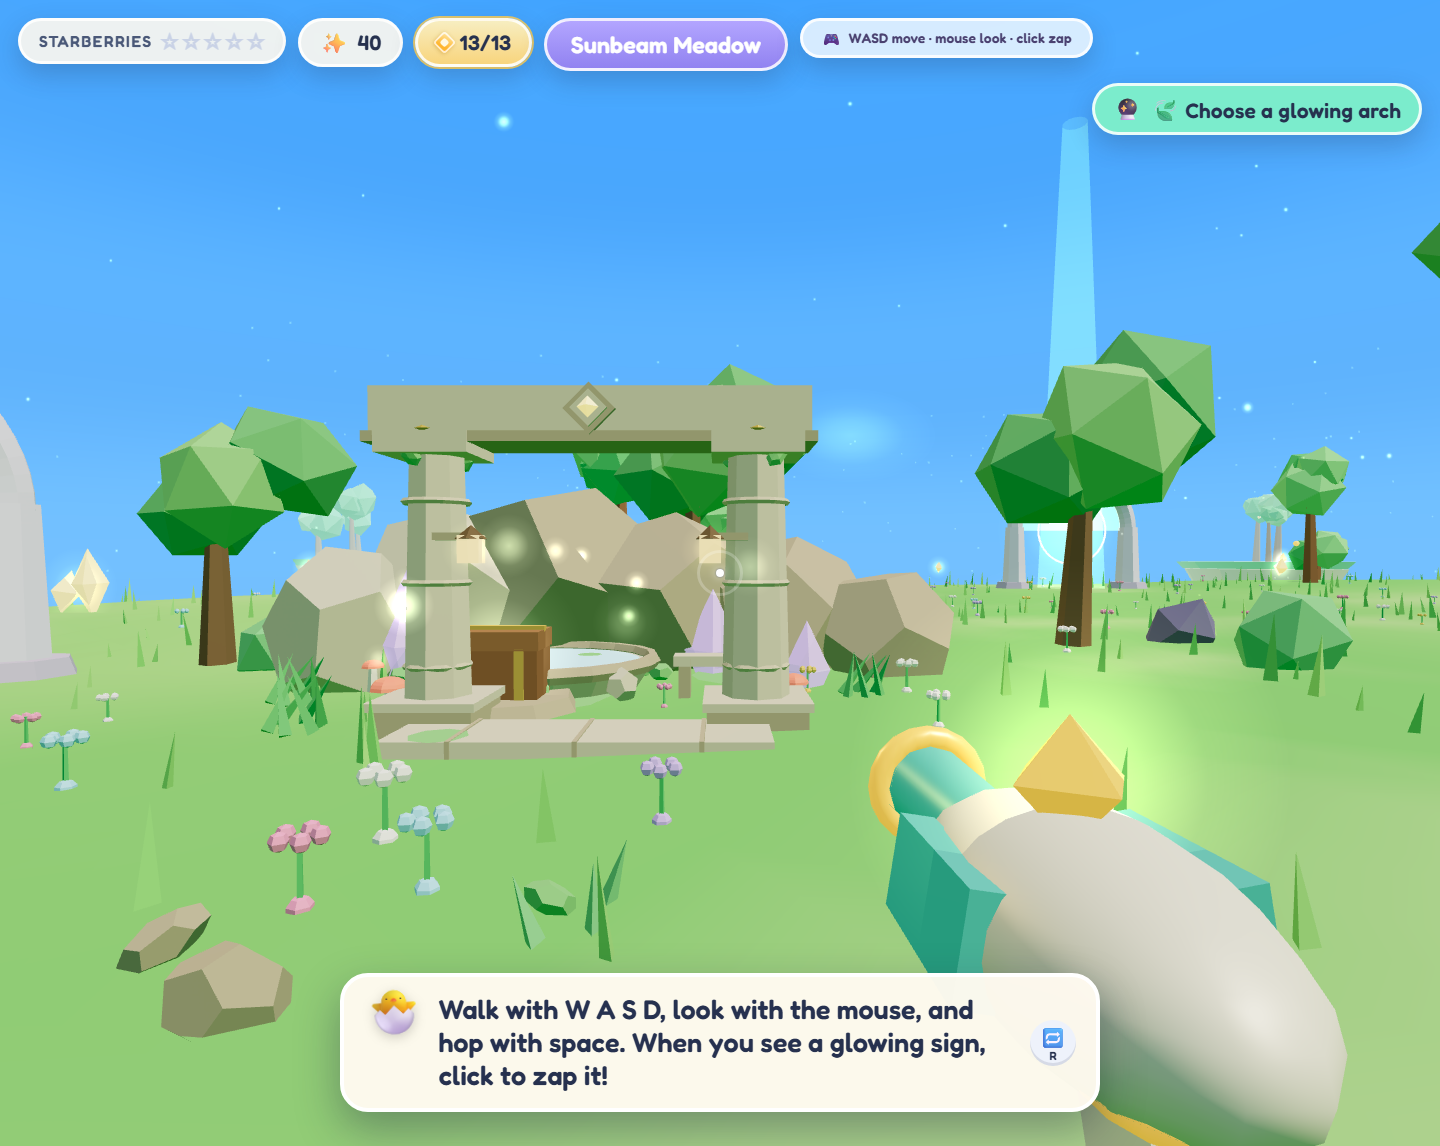 STARBERRIES
40
13/13
Sunbeam Meadow
WASD move · mouse look · click zap
Choose a glowing arch
Walk with W A S D, look with the mouse, and
hop with space. When you see a glowing sign,
click to zap it!
R